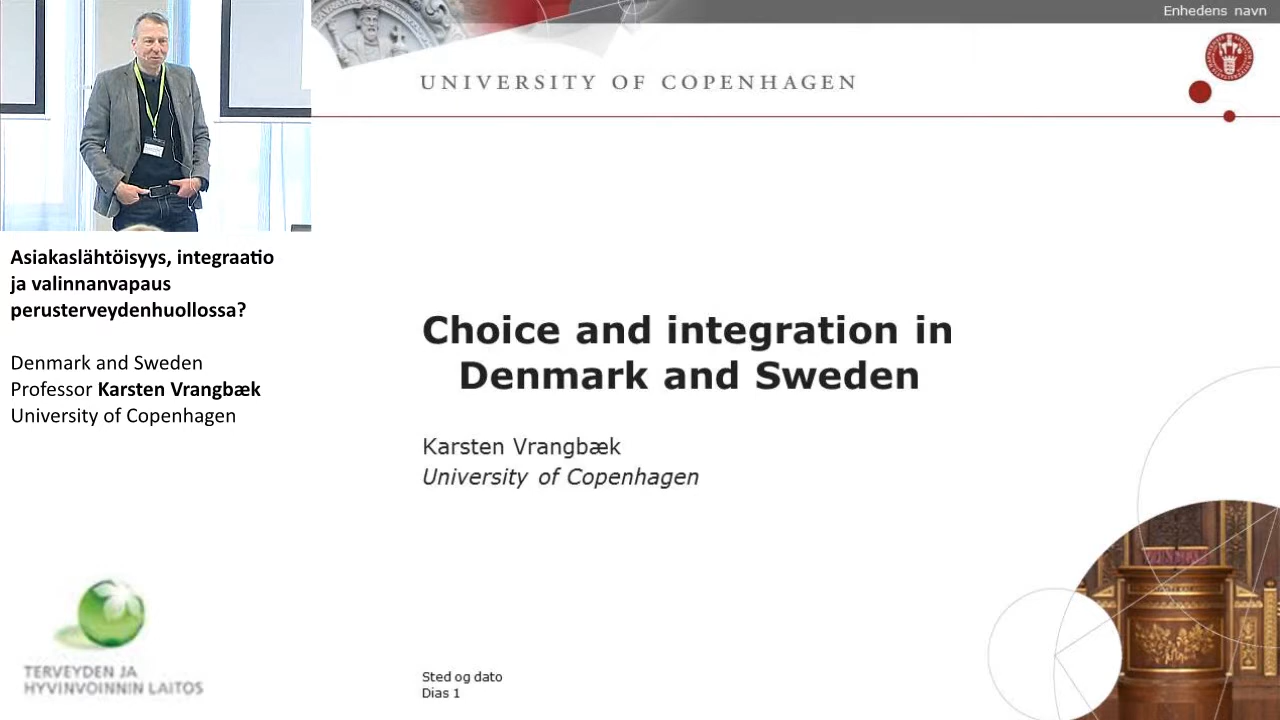 Enhedens navn
UNIVERSITY OF COPENHAGEN
Asiakaslähtöisyys, integraatio
ja valinnanvapaus
perusterveydenhuollossa?
Denmark and Sweden
Professor Karsten Vrangbæk
University of Copenhagen
Choice and integration in
Denmark and Sweden
Karsten Vrangbæk
University of Copenhagen
TERVEYDEN JA
HYVINVOINNIN LAITOS
Sted og dato
Dias 1